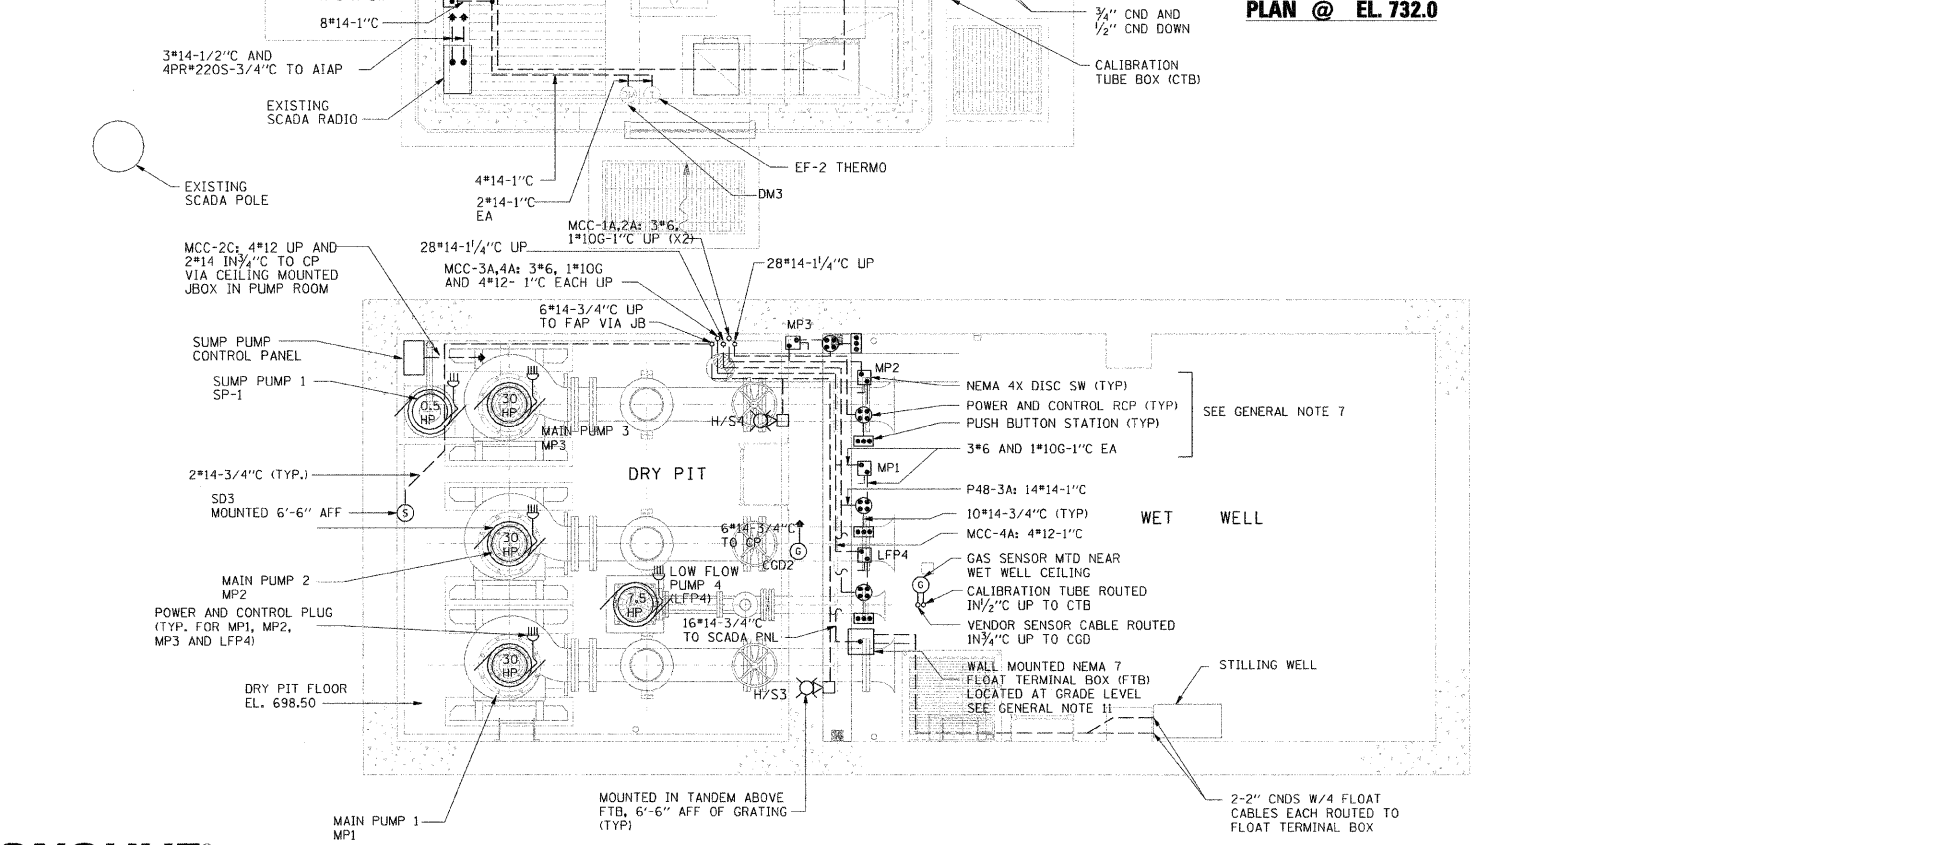 8#14-1"C
3#14-1/2"C AND
4PR#22OS-3/4"C TO AIAP
EXISTING
SCADA RADIO
EXISTING
SCADA POLE
3/4" CND AND
1/2" CND DOWN
PLAN @ EL. 732.0
CALIBRATION
TUBE BOX (CTB)
EF-2 THERMO
DM3
4#14-1"C
2#14-1"C
EA
MCC-1A,2A: 3#6,
1#10G-1"C UP (X2)
28#14-1 1/4"C UP
MCC-3A,4A: 3#6, 1#10G
AND 4#12- 1"C EACH UP
28#14-1 1/4"C UP
6#14-3/4"C UP
TO FAP VIA JB
MCC-2C: 4#12 UP AND
2#14 IN 3/4"C TO CP
VIA CEILING MOUNTED
JBOX IN PUMP ROOM
SUMP PUMP
CONTROL PANEL
SUMP PUMP 1
SP-1
0.5
HP
30
HP
MAIN PUMP 3
MP3
H/S4
MP3
MP2
NEMA 4X DISC SW (TYP)
POWER AND CONTROL RCP (TYP)
PUSH BUTTON STATION (TYP)
SEE GENERAL NOTE 7
3#6 AND 1#10G-1"C EA
MP1
P48-3A: 14#14-1"C
10#14-3/4"C (TYP)
MCC-4A: 4#12-1"C
LFP4
DRY PIT
WET WELL
2#14-3/4"C (TYP.)
SD3
MOUNTED 6'-6" AFF
S
30
HP
6#14-3/4"C
TO CP
G
CGD2
MAIN PUMP 2
MP2
LOW FLOW
PUMP 4
(LFP4)
7.5
HP
16#14-3/4"C
TO SCADA PNL
GAS SENSOR MTD NEAR
WET WELL CEILING
G
CALIBRATION TUBE ROUTED
IN 1/2"C UP TO CTB
VENDOR SENSOR CABLE ROUTED
IN 3/4"C UP TO CGD
POWER AND CONTROL PLUG
(TYP. FOR MP1, MP2,
MP3 AND LFP4)
30
HP
H/S3
WALL MOUNTED NEMA 7
FLOAT TERMINAL BOX (FTB)
LOCATED AT GRADE LEVEL
SEE GENERAL NOTE 11
STILLING WELL
DRY PIT FLOOR
EL. 698.50
MAIN PUMP 1
MP1
MOUNTED IN TANDEM ABOVE
FTB, 6'-6" AFF OF GRATING
(TYP)
2-2" CNDS W/4 FLOAT
CABLES EACH ROUTED TO
FLOAT TERMINAL BOX